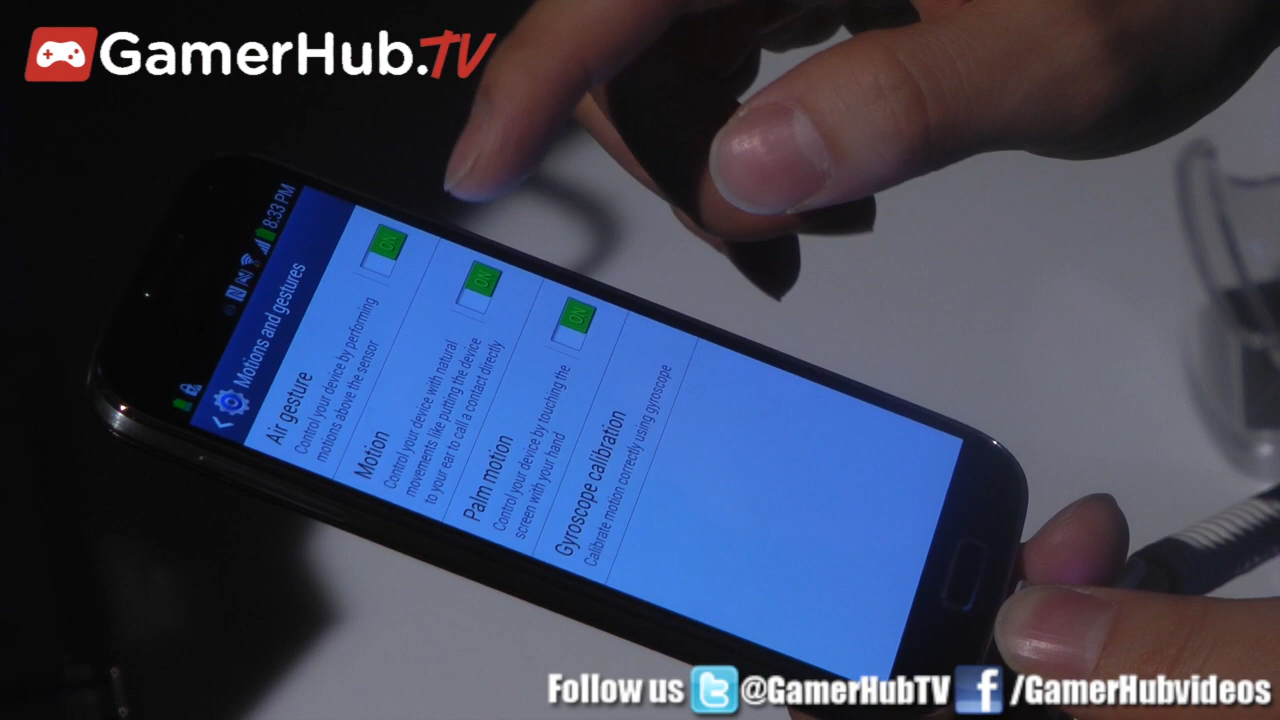 GamerHub.TV
8:33 PM
Motions and gestures
Air gesture
ON
Control your device by performing
motions above the sensor
Motion
ON
Control your device with natural
movements like putting the device
to your ear to call a contact directly
Palm motion
ON
Control your device by touching the
screen with your hand
Gyroscope calibration
Calibrate motion correctly using gyroscope
Follow us @GamerHubTV f /GamerHubvideos